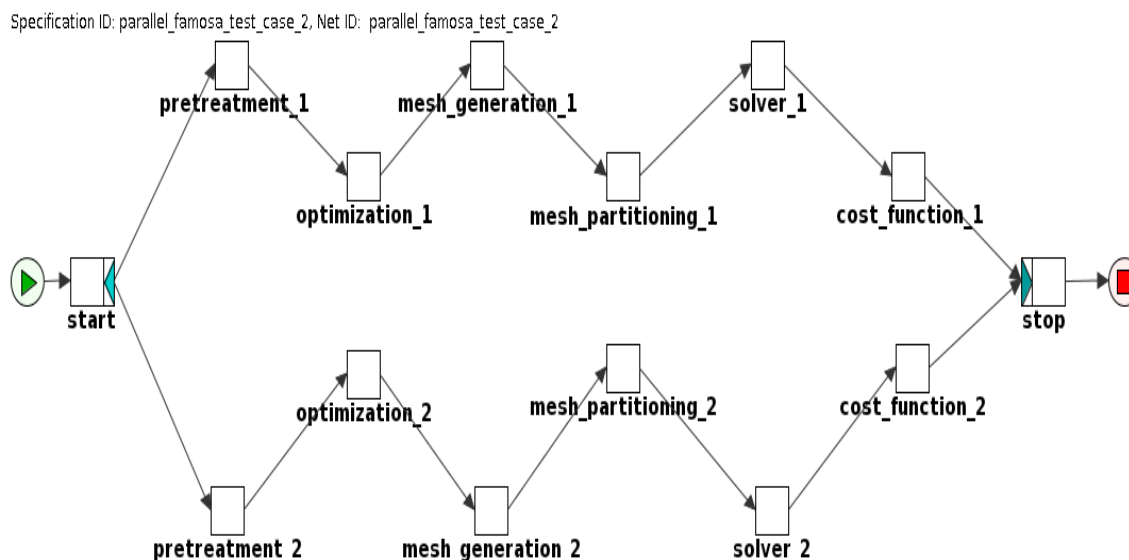 Specification ID: parallel_famosa_test_case_2, Net ID: parallel_famosa_test_case_2
pretreatment_1
mesh_generation_1
solver_1
optimization_1
mesh_partitioning_1
cost_function_1
start
stop
optimization_2
mesh_partitioning_2
cost_function_2
pretreatment_2
mesh_generation_2
solver_2